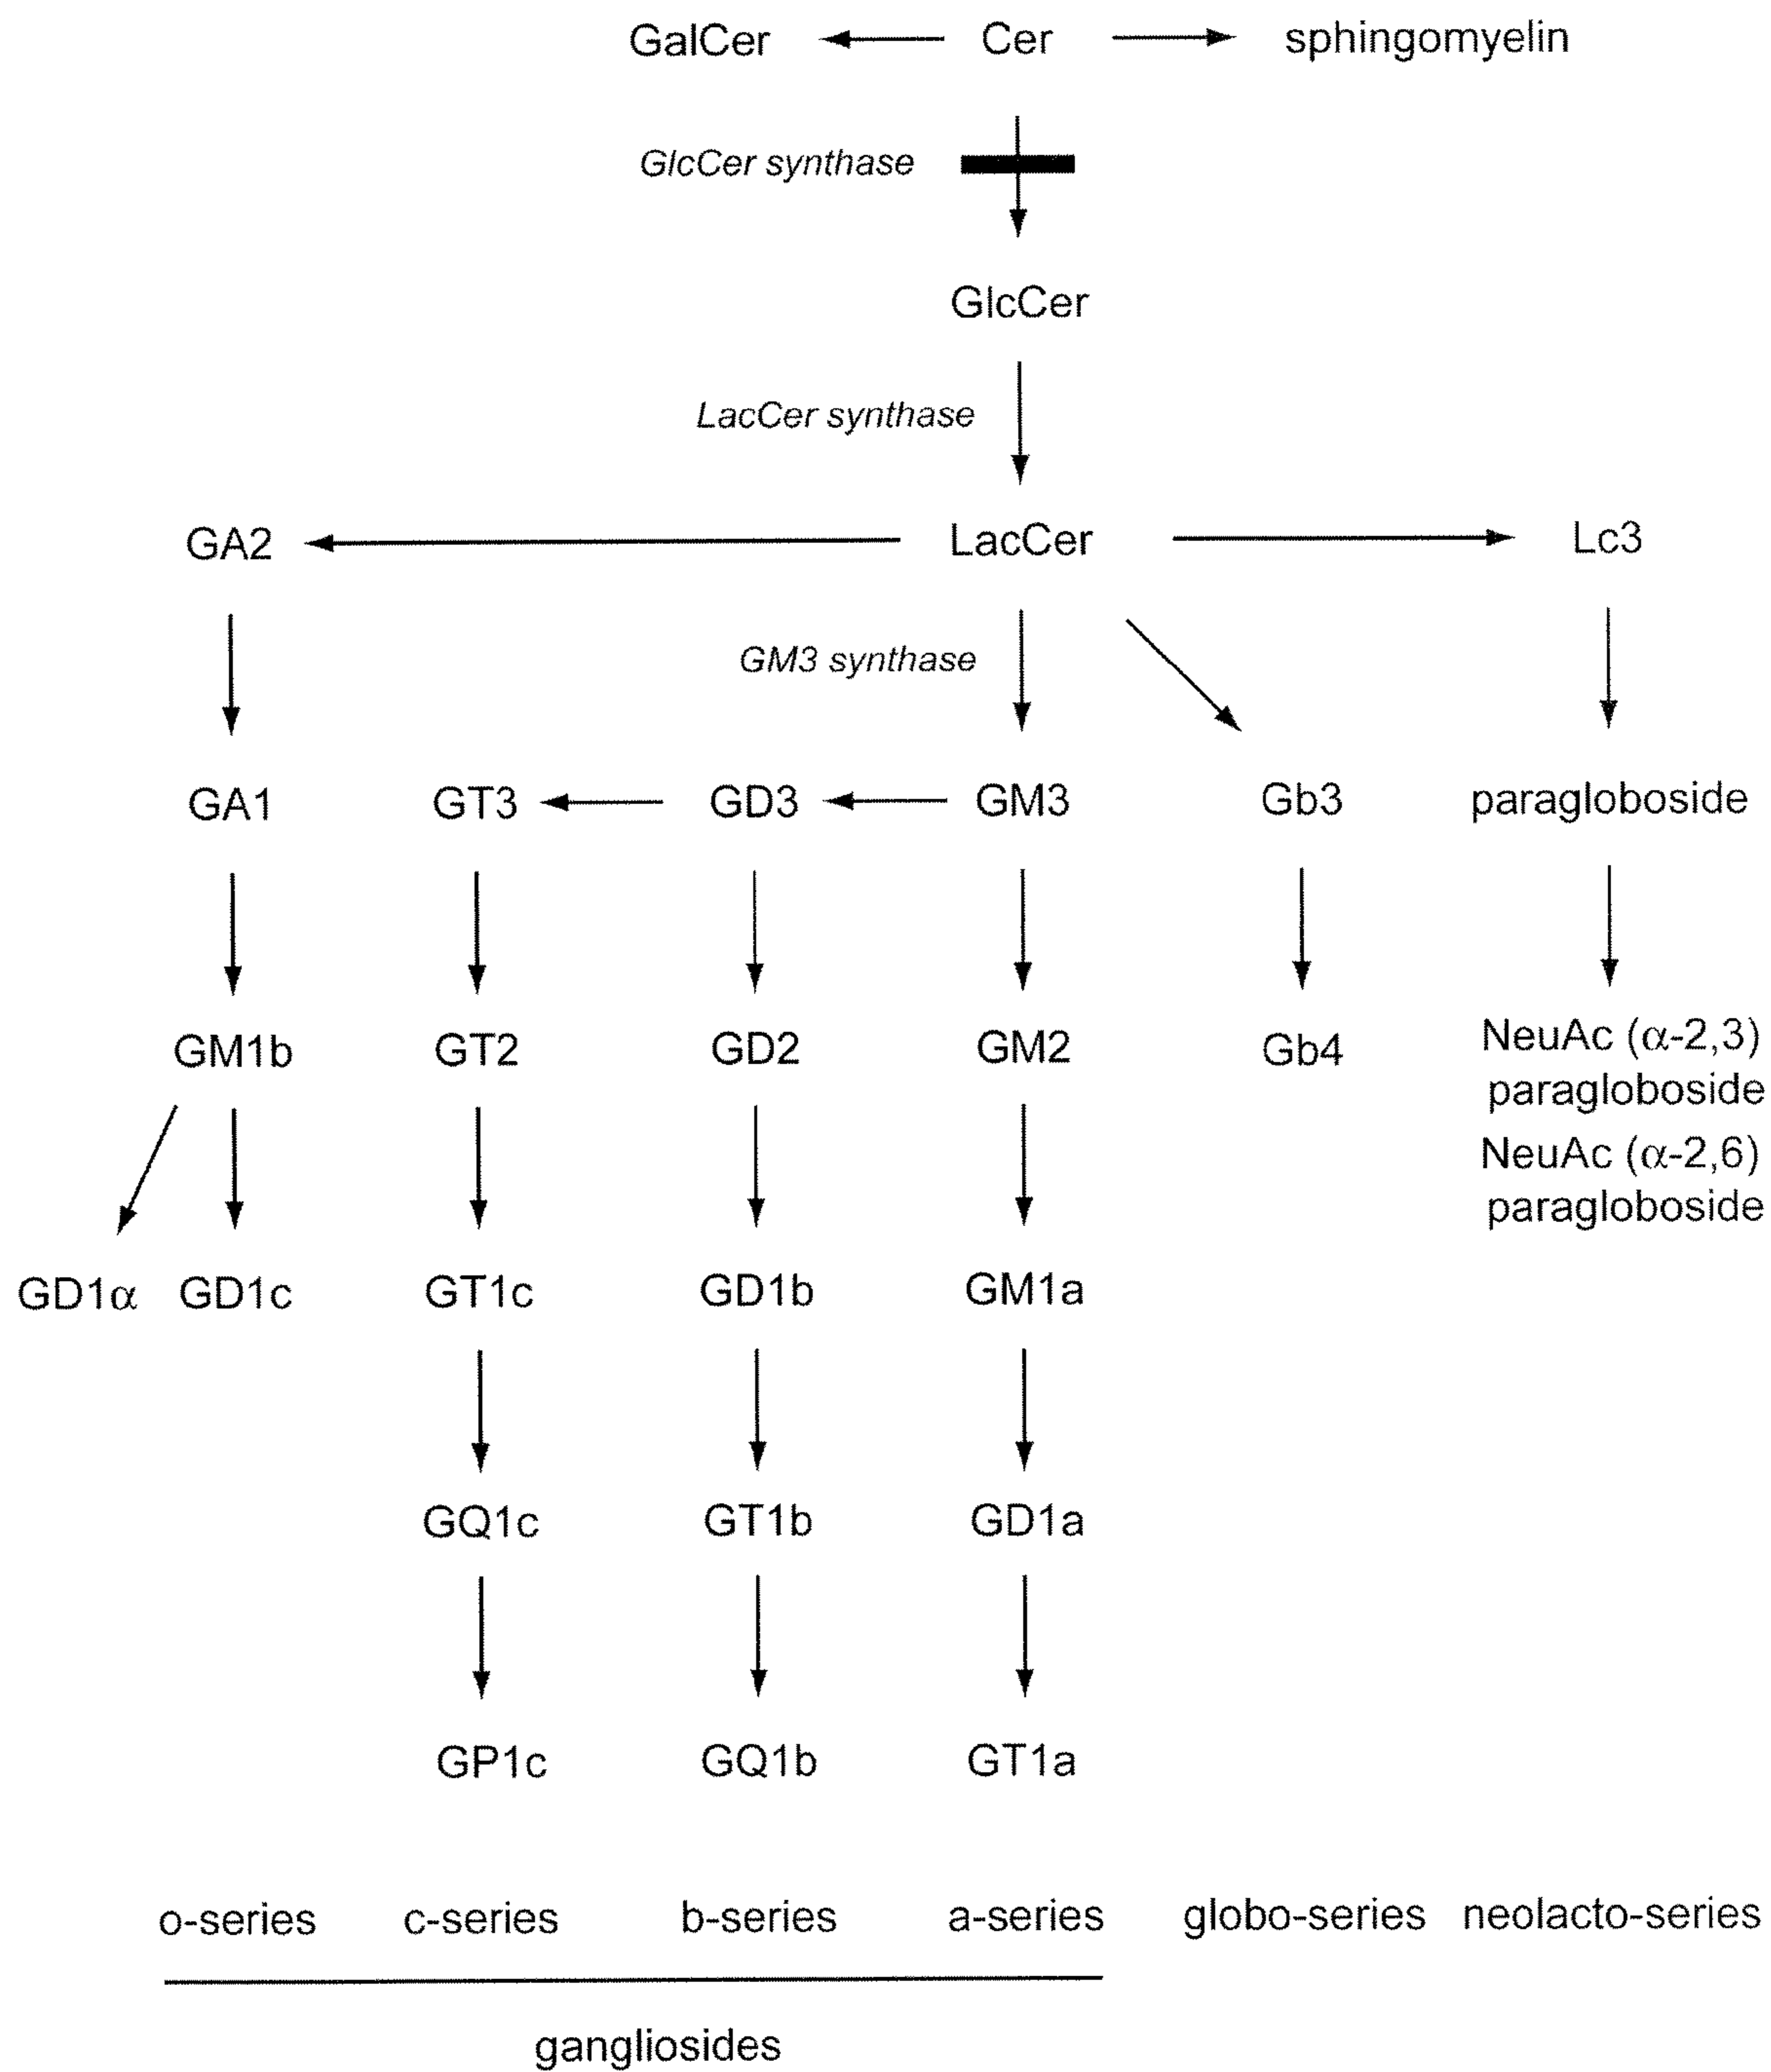 GalCer Cer sphingomyelin
GlcCer synthase
GlcCer
LacCer synthase
GA2 LacCer Lc3
GM3 synthase
GA1 GT3 GD3 GM3 Gb3 paragloboside
GM1b GT2 GD2 GM2 Gb4 NeuAc (α-2,3)
paragloboside
NeuAc (α-2,6)
paragloboside
GD1α GD1c GT1c GD1b GM1a
GQ1c GT1b GD1a
GP1c GQ1b GT1a
o-series c-series b-series a-series globo-series neolacto-series
gangliosides